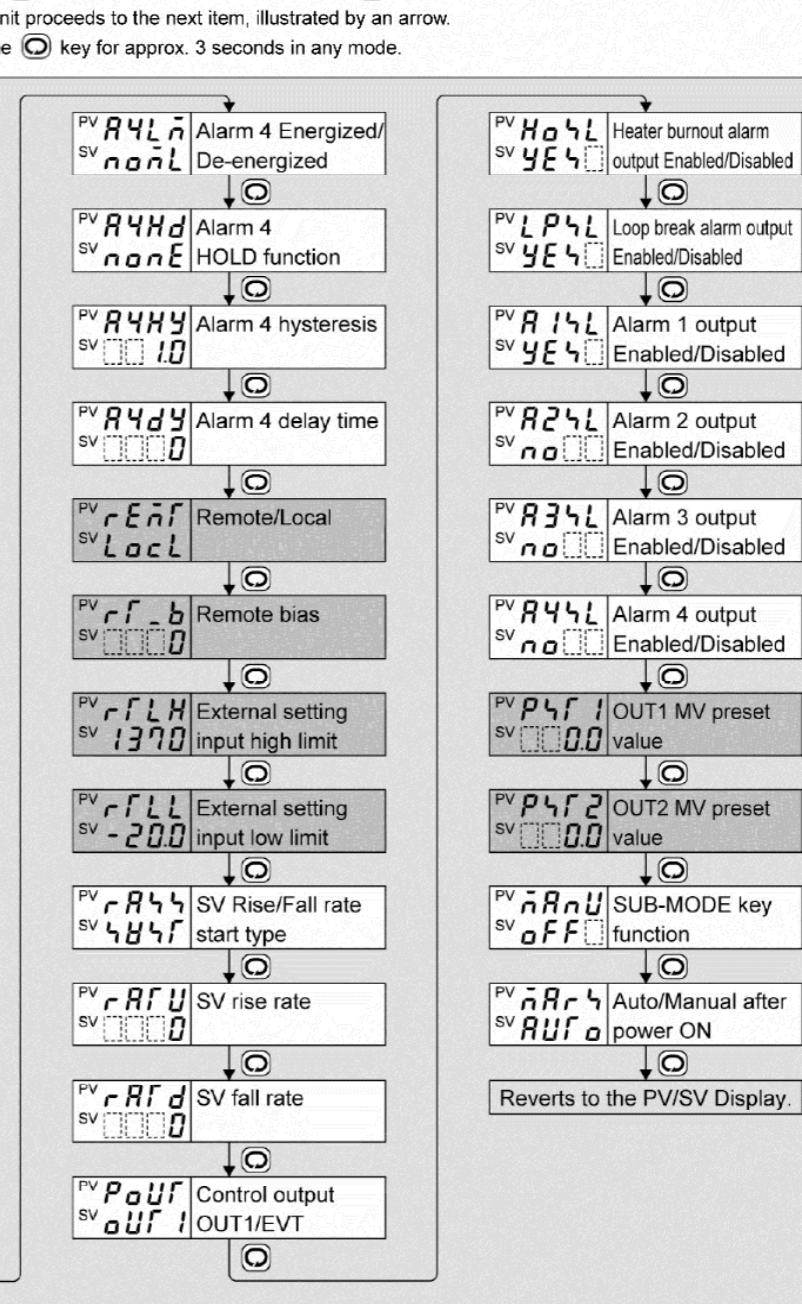 nit proceeds to the next item, illustrated by an arrow.
e key for approx. 3 seconds in any mode.
PV A4LM Alarm 4 Energized/
SV noML De-energized
PV A4Hd Alarm 4
SV nonE HOLD function
PV A4HY Alarm 4 hysteresis
SV 1.0
PV A4dY Alarm 4 delay time
SV 0
PV rEMT Remote/Local
SV LocL
PV rT_b Remote bias
SV 0
PV rTLH External setting
SV 1370 input high limit
PV rTLL External setting
SV -20.0 input low limit
PV rASS SV Rise/Fall rate
SV SVST start type
PV rATU SV rise rate
SV 0
PV rATd SV fall rate
SV 0
PV PoUT Control output
SV oUT1 OUT1/EVT
PV HoSL Heater burnout alarm
SV YES output Enabled/Disabled
PV LPSL Loop break alarm output
SV YES Enabled/Disabled
PV A1SL Alarm 1 output
SV YES Enabled/Disabled
PV A2SL Alarm 2 output
SV no Enabled/Disabled
PV A3SL Alarm 3 output
SV no Enabled/Disabled
PV A4SL Alarm 4 output
SV no Enabled/Disabled
PV PST1 OUT1 MV preset
SV 0.0 value
PV PST2 OUT2 MV preset
SV 0.0 value
PV MAnU SUB-MODE key
SV oFF function
PV MArS Auto/Manual after
SV AUTo power ON
Reverts to the PV/SV Display.